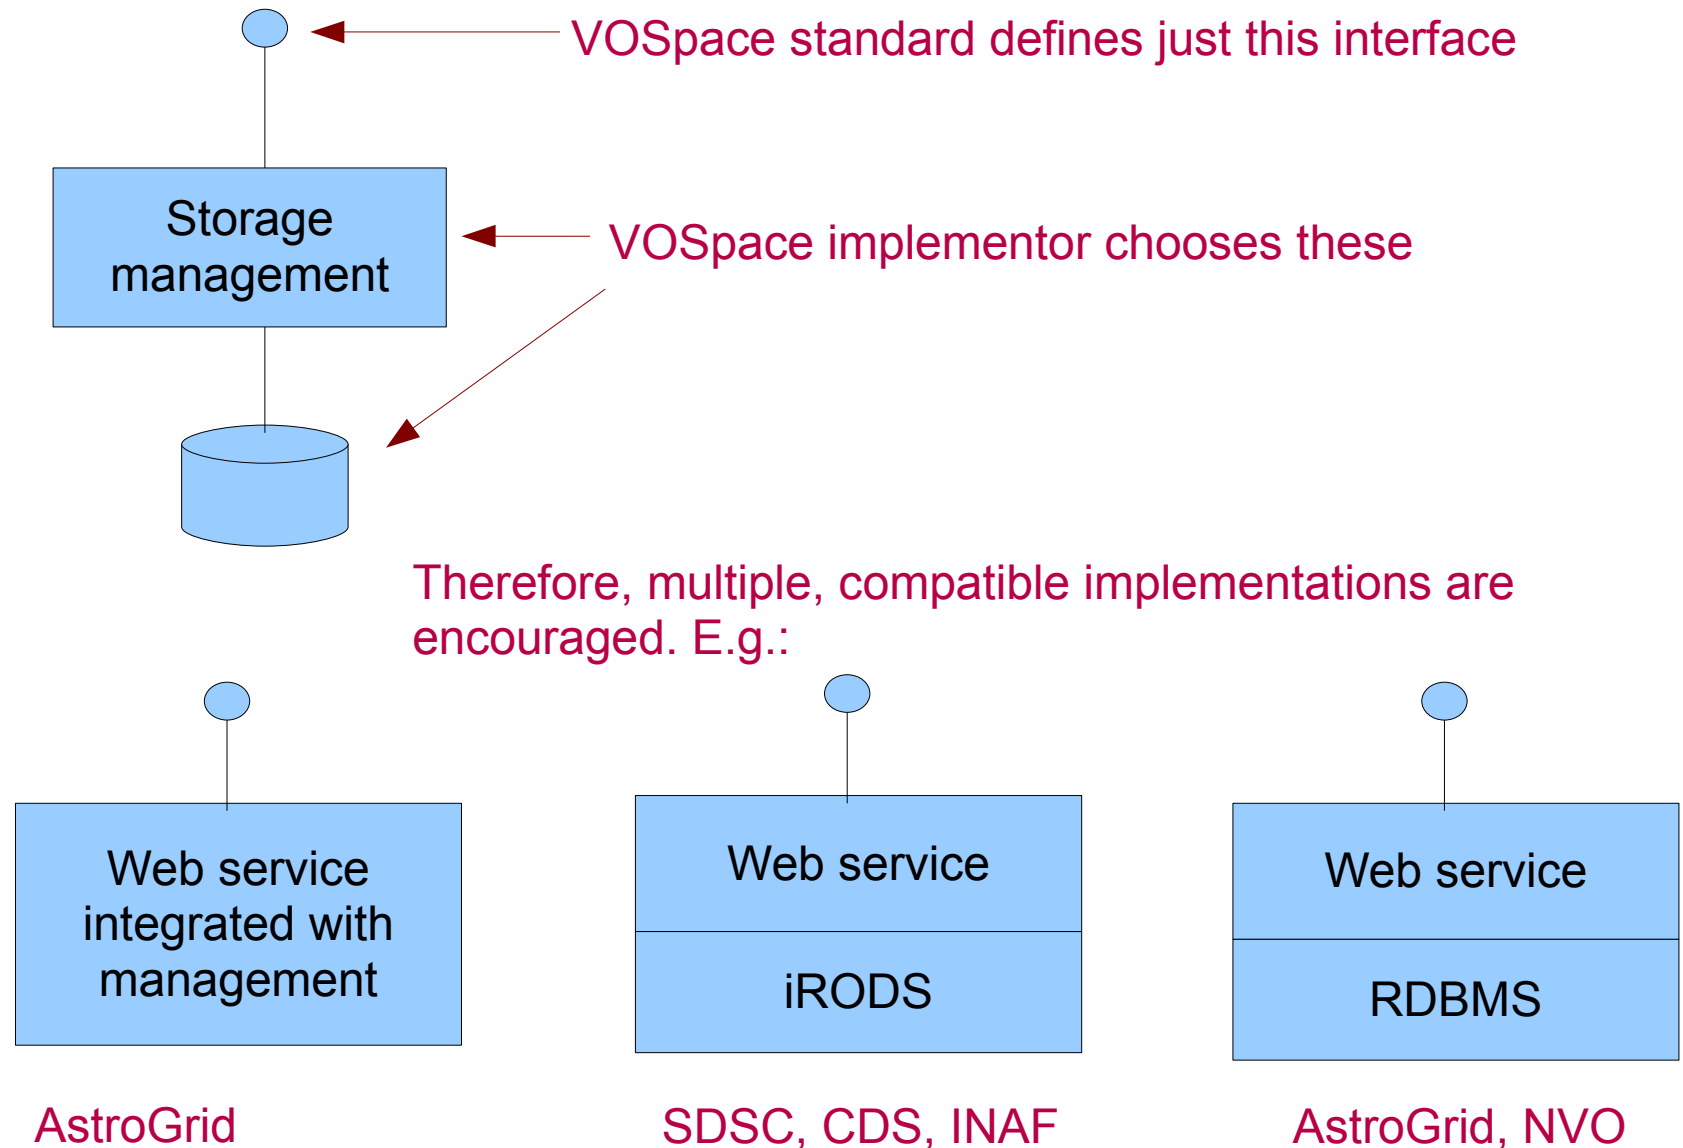 VOSpace standard defines just this interface
Storage
management
VOSpace implementor chooses these
Therefore, multiple, compatible implementations are
encouraged. E.g.:
Web service
integrated with
management
Web service
iRODS
Web service
RDBMS
AstroGrid
SDSC, CDS, INAF
AstroGrid, NVO